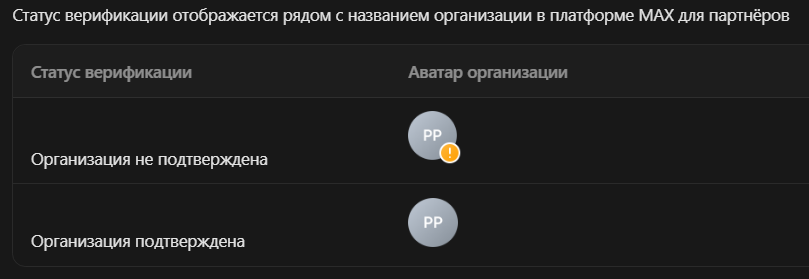 Статус верификации отображается рядом с названием организации в платформе MAX для партнёров
Статус верификации Аватар организации
PP
!
Организация не подтверждена
PP
Организация подтверждена